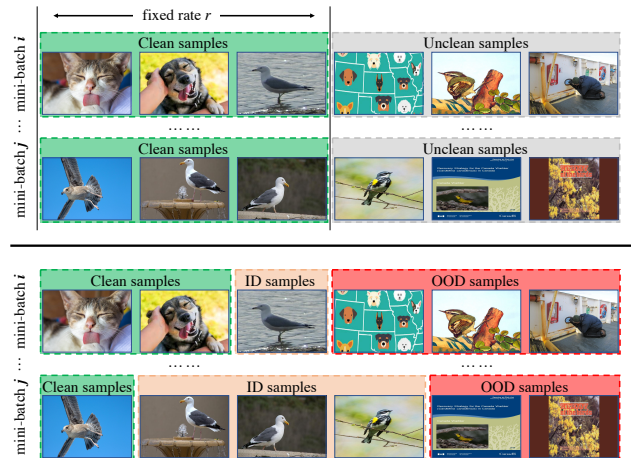 fixed rate r
mini-batch i
Clean samples
Unclean samples
... ...
...
mini-batch j
Clean samples
Unclean samples
mini-batch i
Clean samples
ID samples
OOD samples
... ...
...
mini-batch j
Clean samples
ID samples
OOD samples